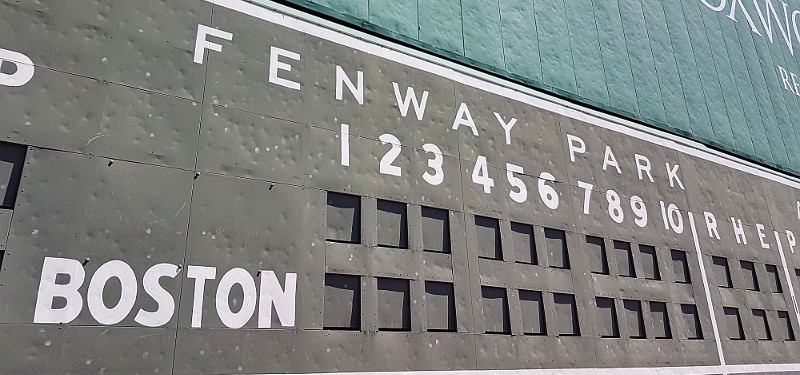 FENWAY PARK
1 2 3 4 5 6 7 8 9 10 R H E P
BOSTON